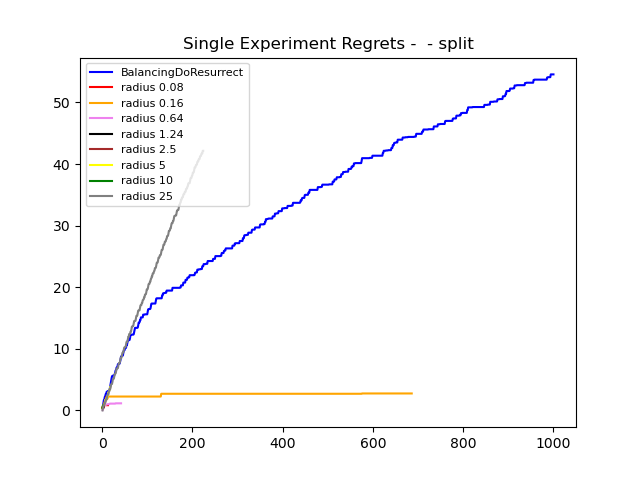 Single Experiment Regrets -  - split
BalancingDoResurrect
radius 0.08
radius 0.16
radius 0.64
radius 1.24
radius 2.5
radius 5
radius 10
radius 25
50
40
30
20
10
0
0 200 400 600 800 1000